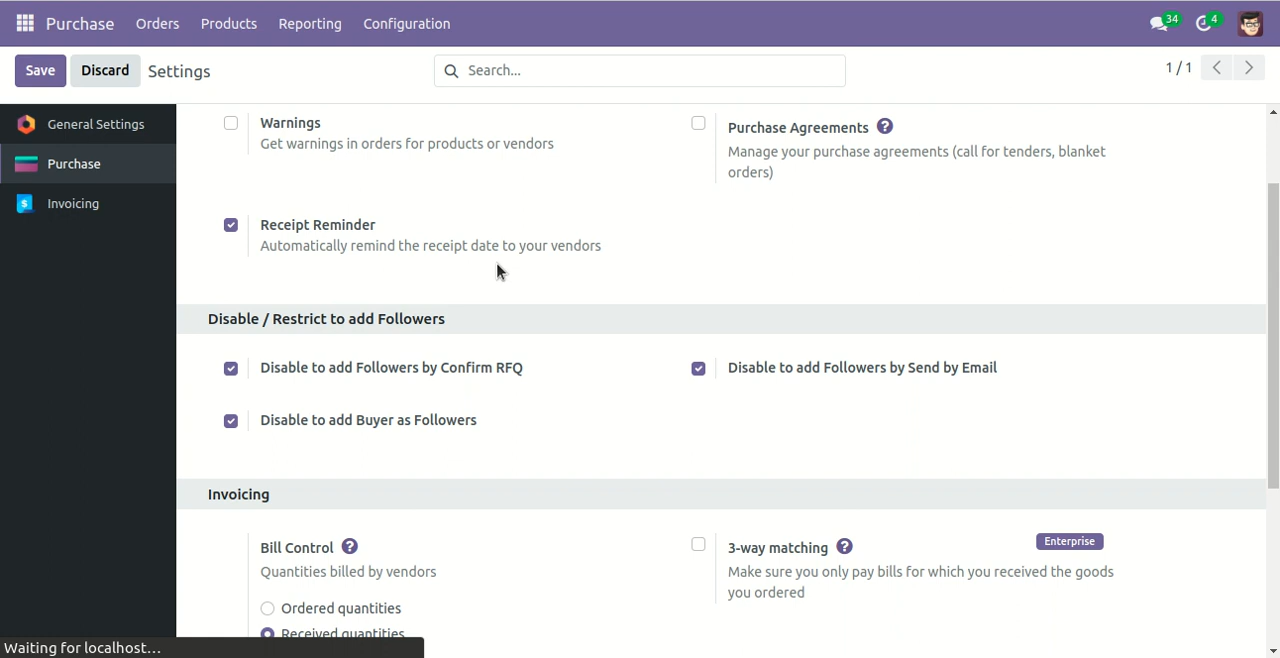 Purchase Orders Products Reporting Configuration 34 4
Save Discard Settings Search... 1 / 1
General Settings
Purchase
Invoicing
Warnings
Get warnings in orders for products or vendors
Purchase Agreements ?
Manage your purchase agreements (call for tenders, blanket
orders)
Receipt Reminder
Automatically remind the receipt date to your vendors
Disable / Restrict to add Followers
Disable to add Followers by Confirm RFQ
Disable to add Followers by Send by Email
Disable to add Buyer as Followers
Invoicing
Bill Control ?
Quantities billed by vendors
Ordered quantities
Received quantities
3-way matching ? Enterprise
Make sure you only pay bills for which you received the goods
you ordered
Waiting for localhost...